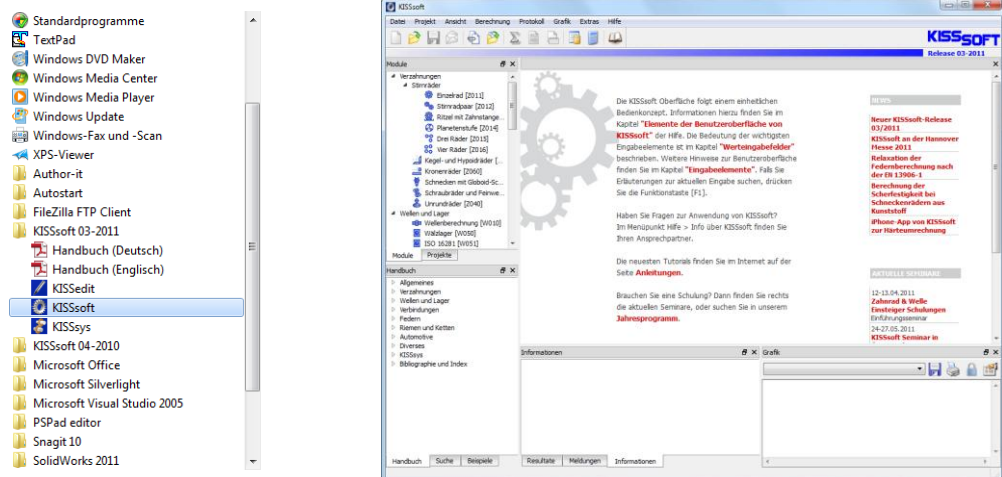 Standardprogramme
TextPad
Windows DVD Maker
Windows Media Center
Windows Media Player
Windows Update
Windows-Fax und -Scan
XPS-Viewer
Author-it
Autostart
FileZilla FTP Client
KISSsoft 03-2011
Handbuch (Deutsch)
Handbuch (Englisch)
KISSedit
KISSsoft
KISSsys
KISSsoft 04-2010
Microsoft Office
Microsoft Silverlight
Microsoft Visual Studio 2005
PSPad editor
Snagit 10
SolidWorks 2011
KISSsoft
Datei Projekt Ansicht Berechnung Protokoll Grafik Extras Hilfe
KISSsoft
Release 03-2011
Module
Verzahnungen
Stirnräder
Einzelrad [Z011]
Stirnradpaar [Z012]
Ritzel mit Zahnstange...
Planetenstufe [Z014]
Drei Räder [Z015]
Vier Räder [Z016]
Kegel- und Hypoidräder [...
Kronenräder [Z060]
Schnecken mit Globoid-Sc...
Schraubräder und Feinwe...
Unrundräder [Z040]
Wellen und Lager
Wellenberechnung [W010]
Wälzlager [W050]
ISO 16281 [W051]
Module Projekte
Handbuch
Allgemeines
Verzahnungen
Wellen und Lager
Verbindungen
Federn
Riemen und Ketten
Automotive
Diverses
KISSsys
Bibliographie und Index
Handbuch Suche Beispiele
Die KISSsoft Oberfläche folgt einem einheitlichen
Bedienkonzept. Informationen hierzu finden Sie im
Kapitel "Elemente der Benutzeroberfläche von
KISSsoft" der Hilfe. Die Bedeutung der wichtigsten
Eingabeelemente ist im Kapitel "Werteingabefelder"
beschrieben. Weitere Hinweise zur Benutzeroberfläche
finden Sie im Kapitel "Eingabeelemente". Falls Sie
Erläuterungen zur aktuellen Eingabe suchen, drücken
Sie die Funktionstaste [F1].
Haben Sie Fragen zur Anwendung von KISSsoft?
Im Menüpunkt Hilfe > Info über KISSsoft finden Sie
Ihren Ansprechpartner.
Die neuesten Tutorials finden Sie im Internet auf der
Seite Anleitungen.
Brauchen Sie eine Schulung? Dann finden Sie rechts
die aktuellen Seminare, oder suchen Sie in unserem
Jahresprogramm.
NEWS
Neuer KISSsoft-Release
03/2011
KISSsoft an der Hannover
Messe 2011
Relaxation der
Federnberechnung nach
der EN 13906-1
Berechnung der
Scherfestigkeit bei
Schneckenrädern aus
Kunststoff
iPhone-App von KISSsoft
zur Härteumrechnung
AKTUELLE SEMINARE
12-13.04.2011
Zahnrad & Welle
Einsteiger Schulungen
Einführungsseminar
24-27.05.2011
KISSsoft Seminar in
Informationen
Resultate Meldungen Informationen
Grafik